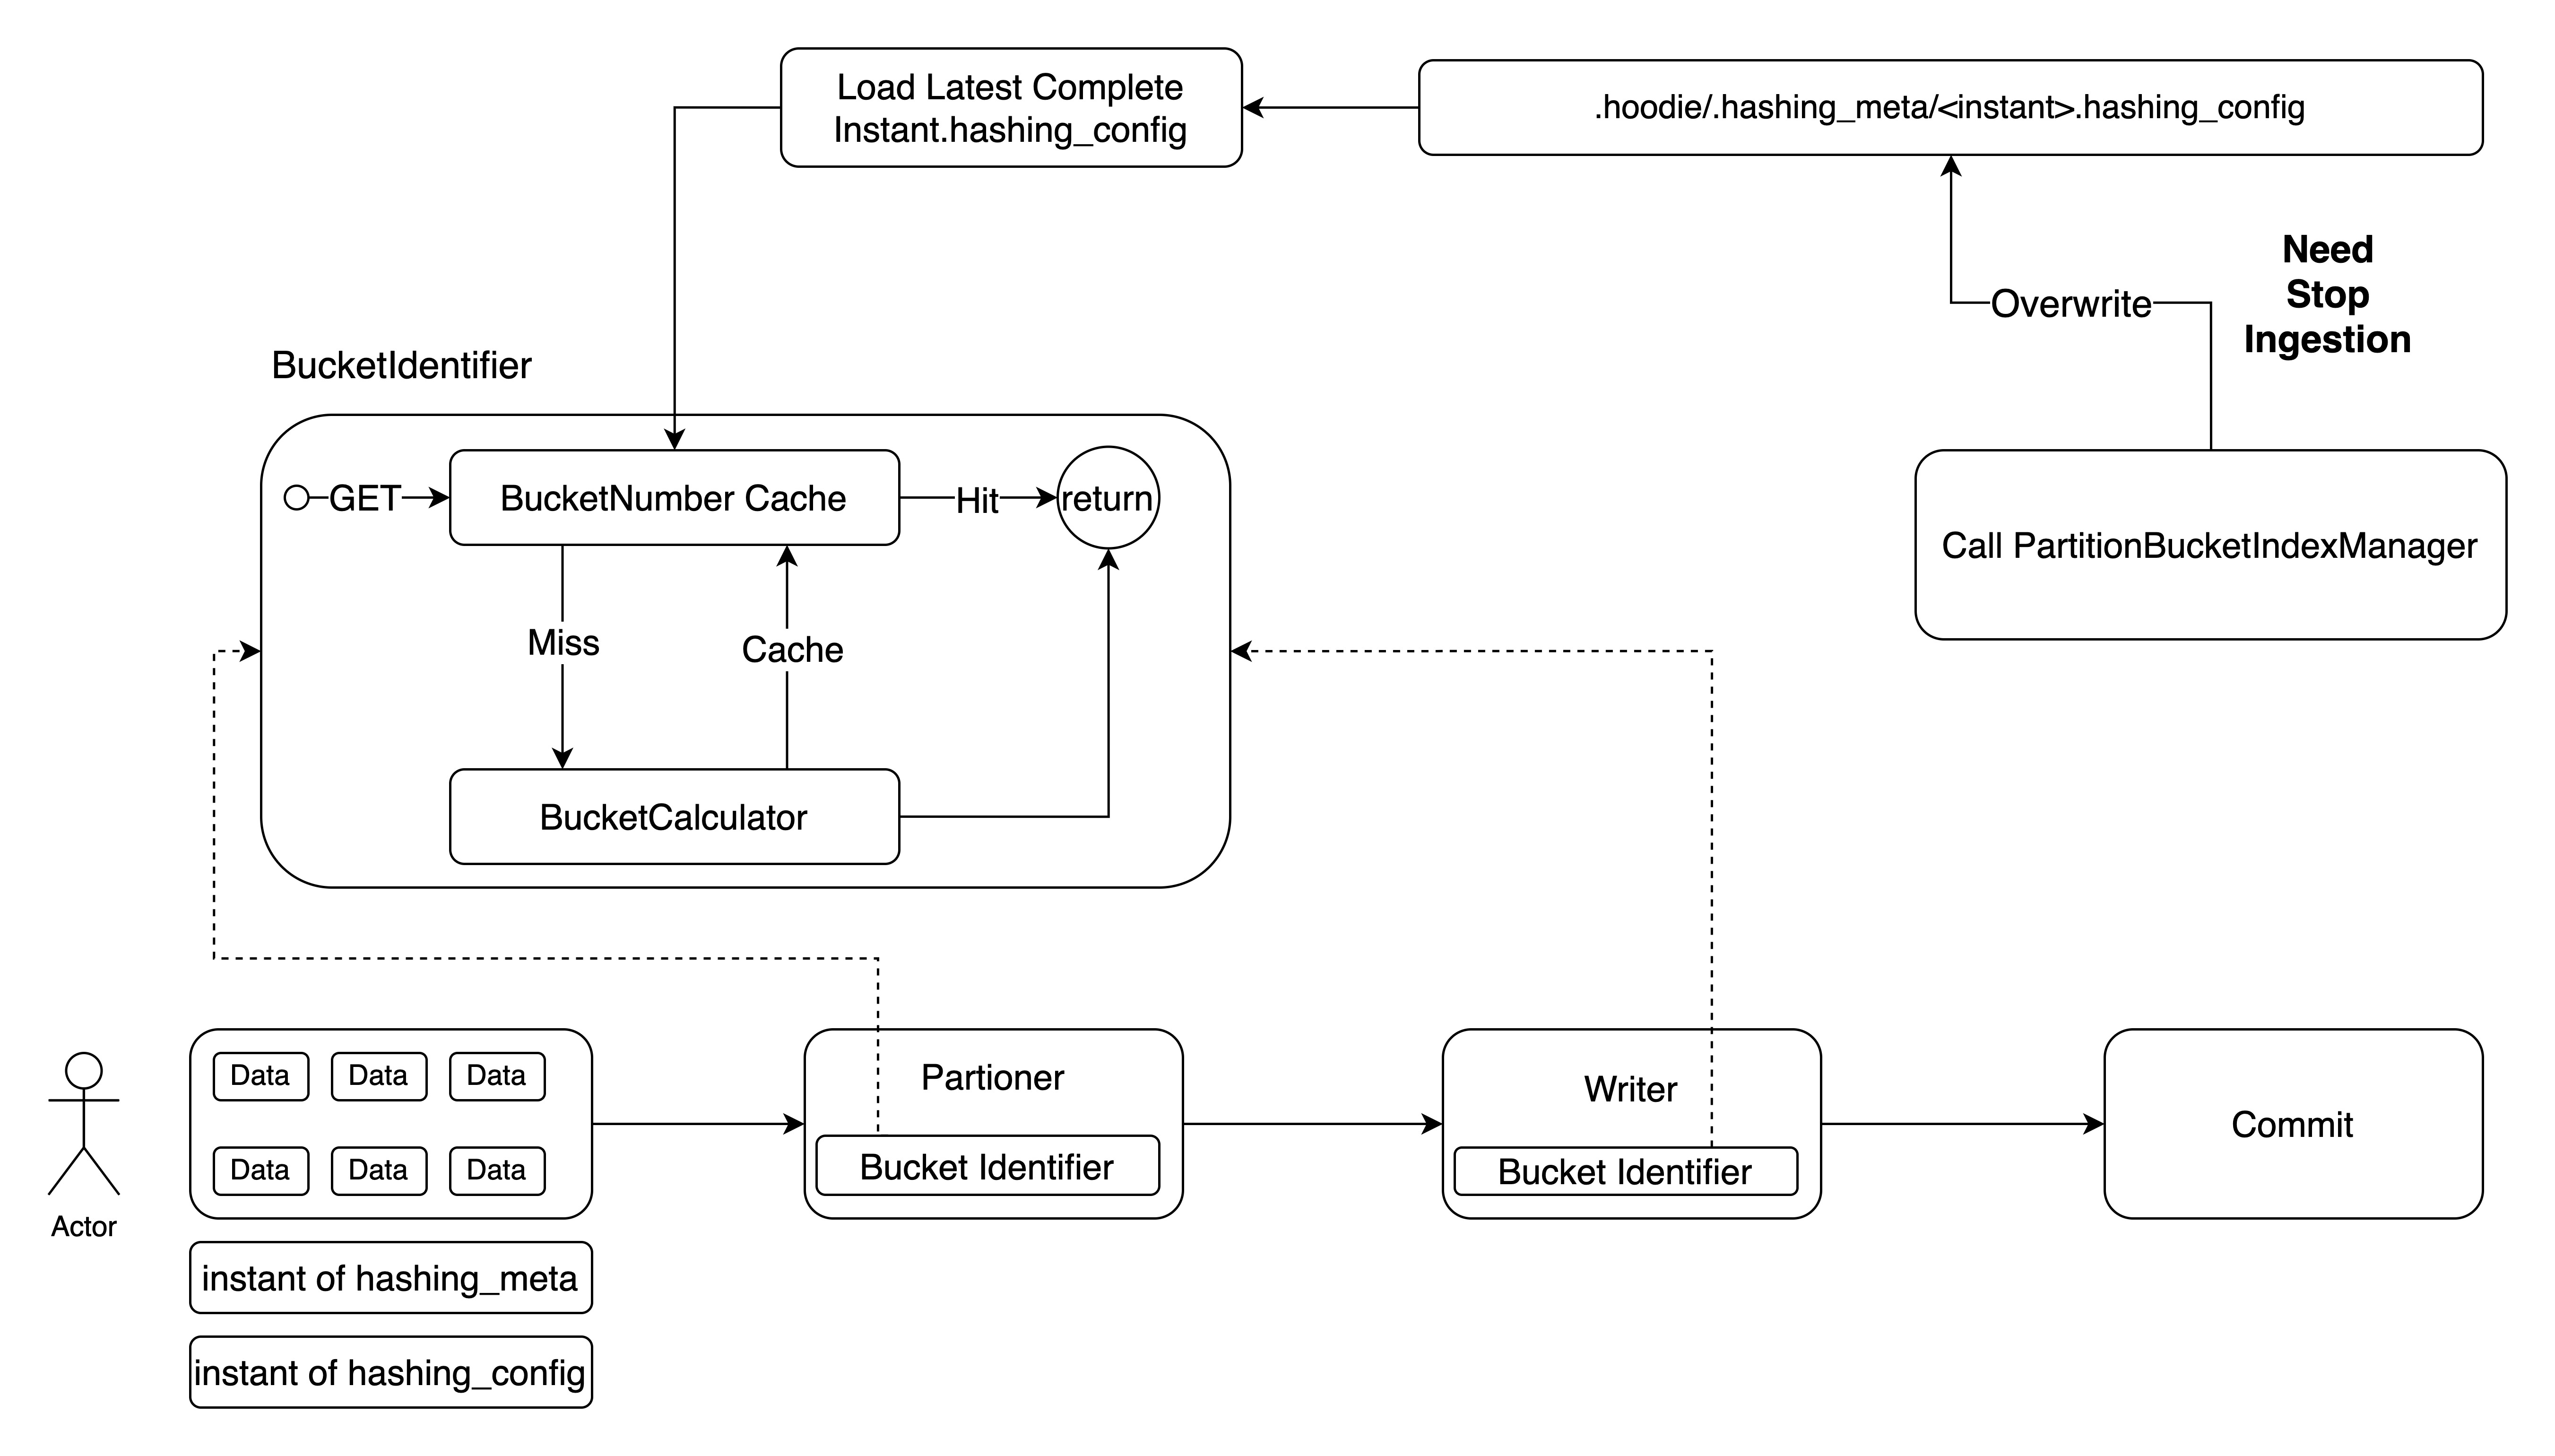 Load Latest Complete
Instant.hashing_config
.hoodie/.hashing_meta/<instant>.hashing_config
Need
Stop
Ingestion
Overwrite
BucketIdentifier
GET
BucketNumber Cache
Hit
return
Call PartitionBucketIndexManager
Miss
Cache
BucketCalculator
Data Data Data
Data Data Data
Partioner
Bucket Identifier
Writer
Bucket Identifier
Commit
Actor
instant of hashing_meta
instant of hashing_config